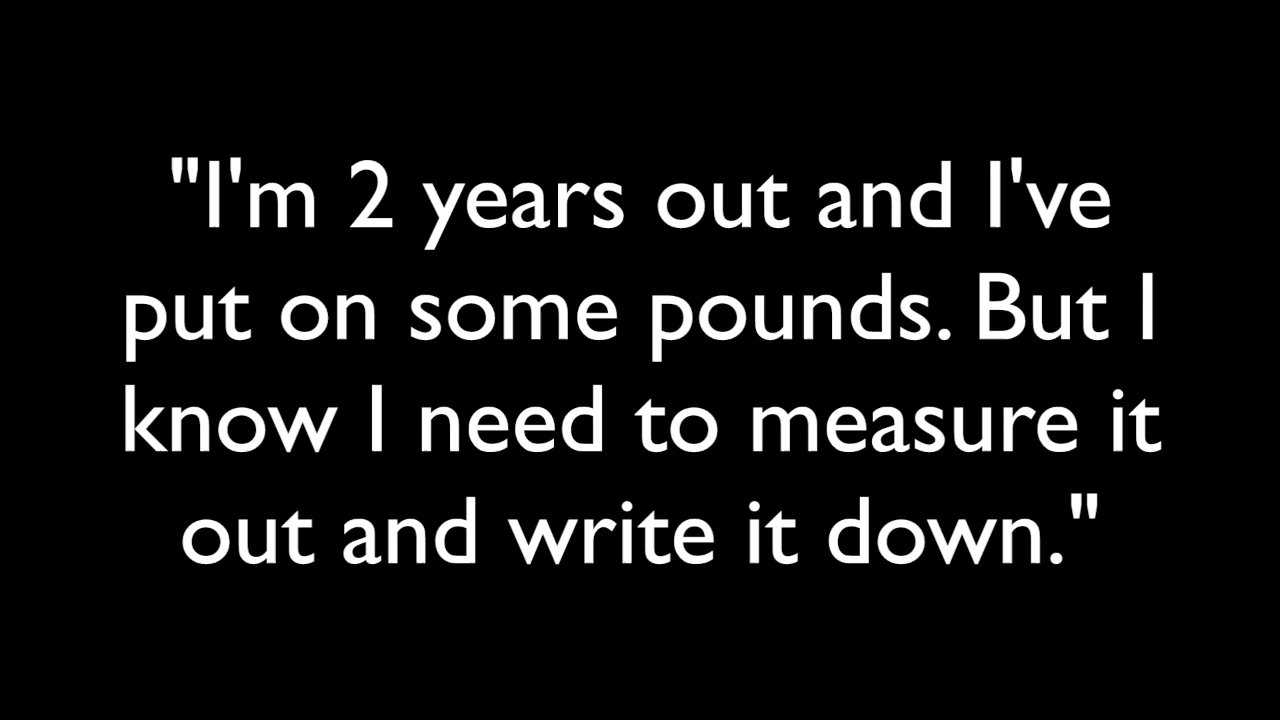 "I'm 2 years out and I've
put on some pounds. But I
know I need to measure it
out and write it down."